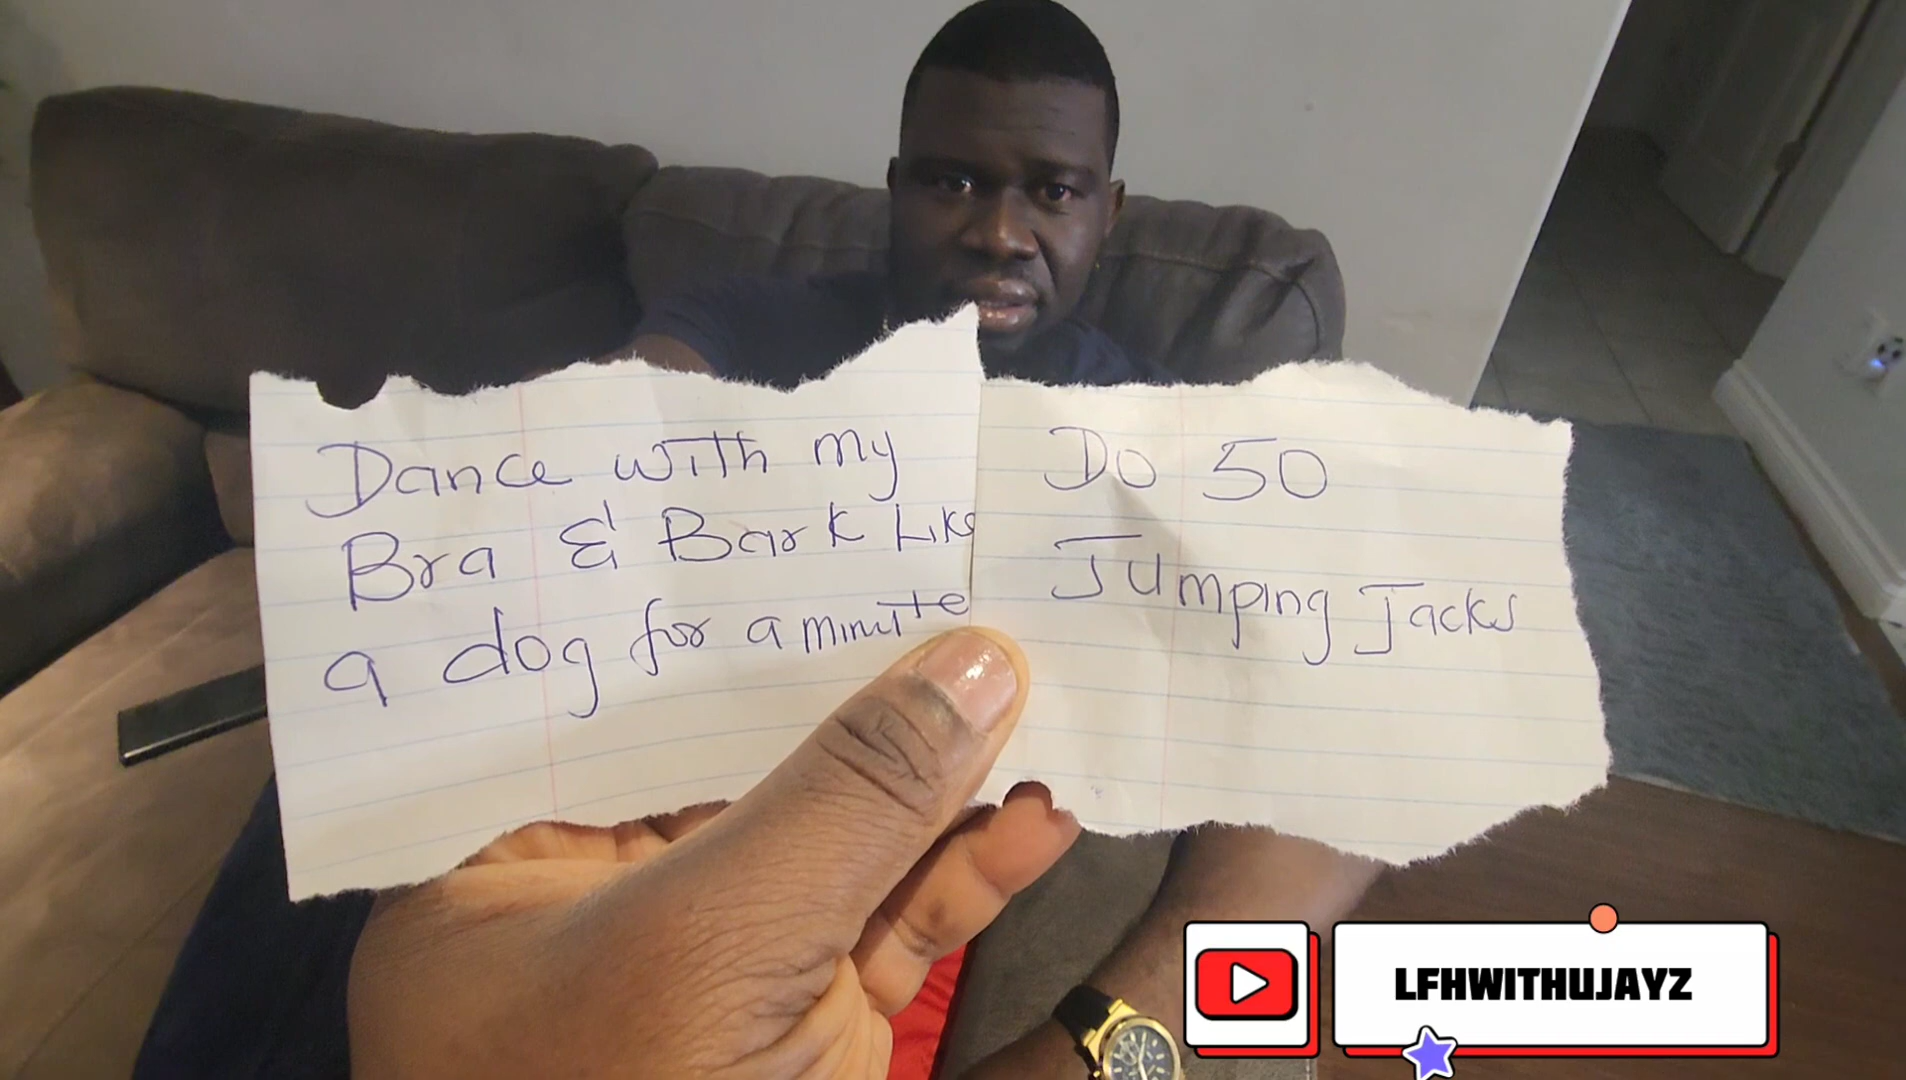 Dance with my
Bra & Bark Like
a dog for a minute
Do 50
Jumping Jacks
LFHWITHUJAYZ